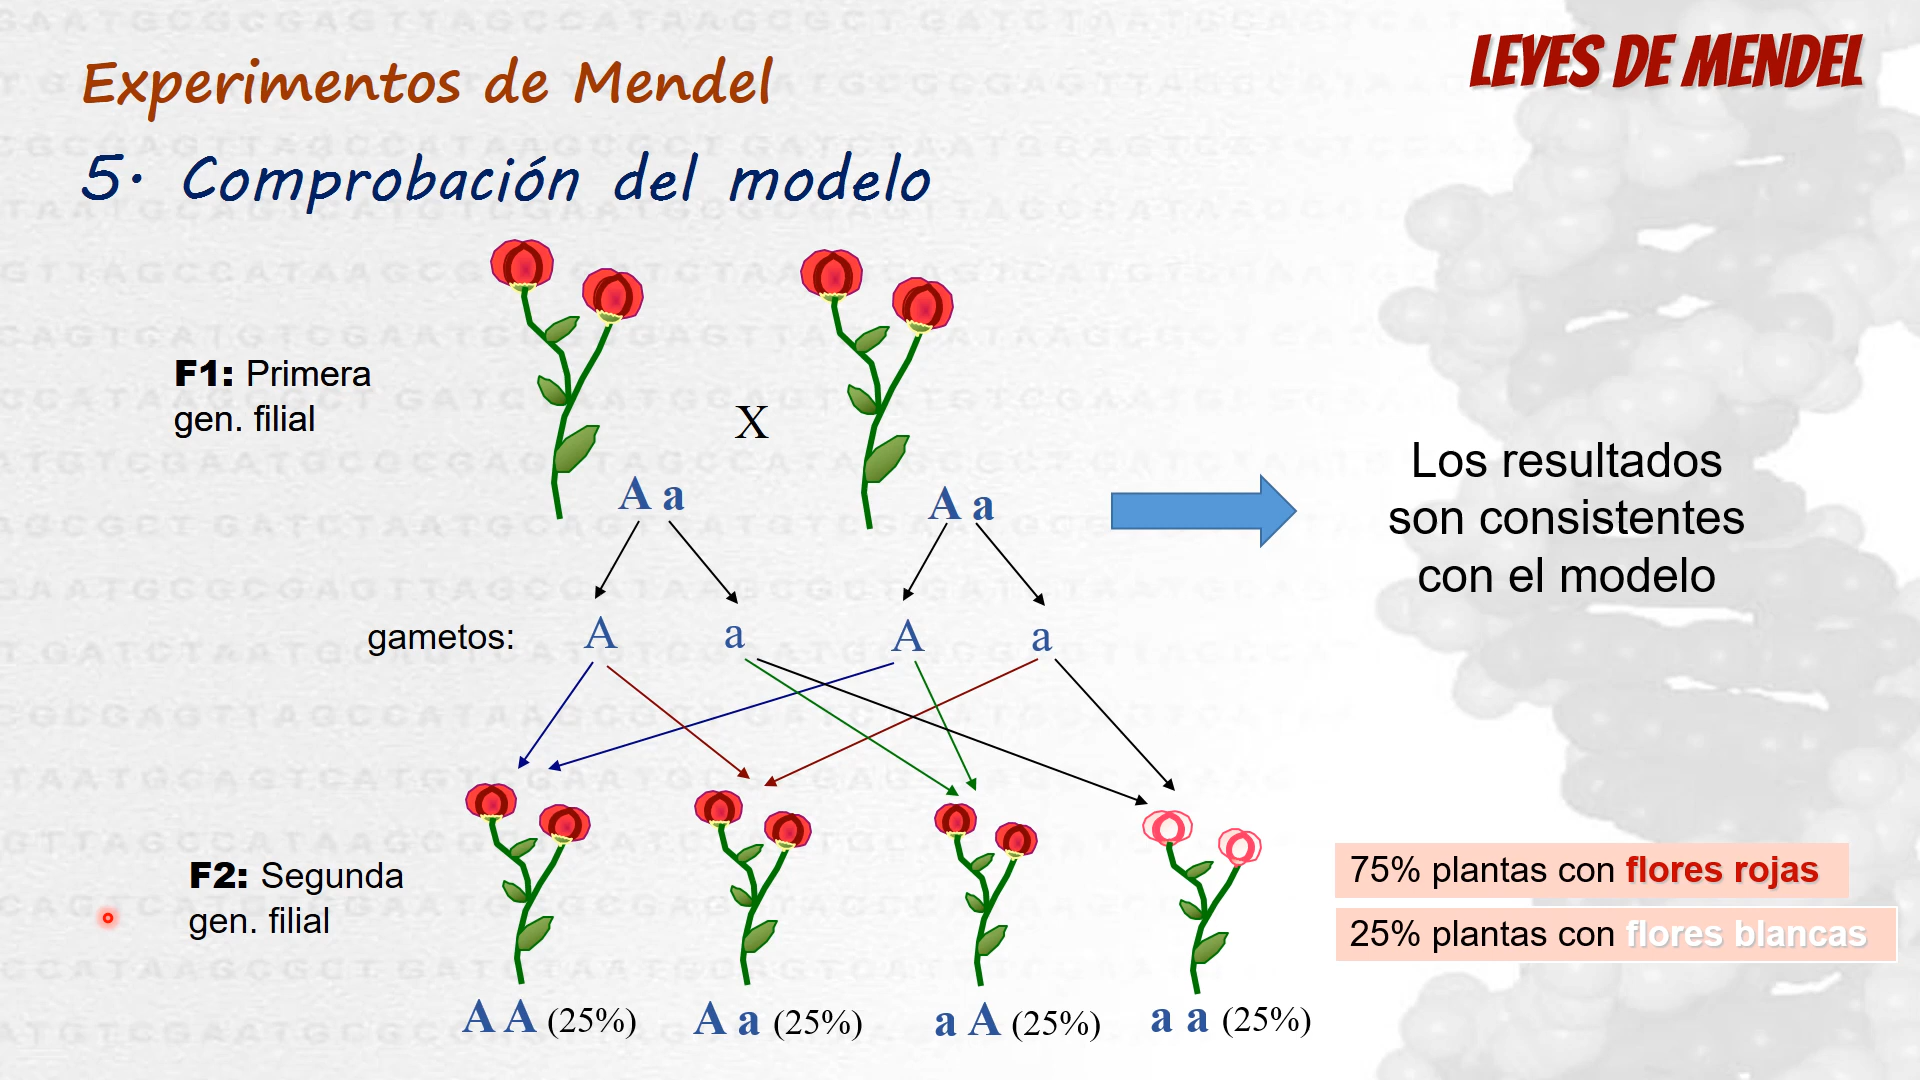 LEYES DE MENDEL
Experimentos de Mendel
5. Comprobación del modelo
F1: Primera
gen. filial
X
A a
A a
Los resultados
son consistentes
con el modelo
gametos:
A
a
A
a
F2: Segunda
gen. filial
75% plantas con flores rojas
25% plantas con flores blancas
A A (25%)
A a (25%)
a A (25%)
a a (25%)